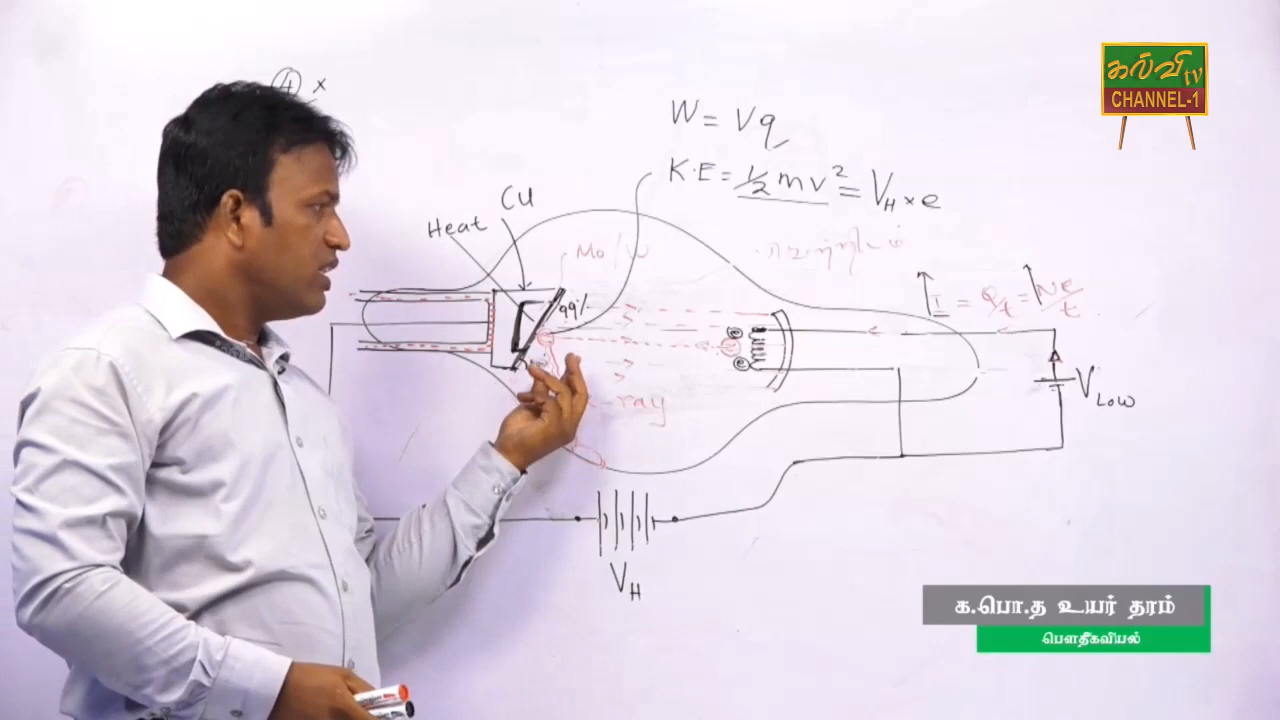 4 x
கல்வி tv
CHANNEL-1
W = Vq
K.E = ½mv² = V_H × e
CU
Heat
Mo/W
வெற்றிடம்
99%
I = Q/t = Ne/t
ray
V_LOW
V_H
க.பொ.த உயர் தரம்
பௌதீகவியல்